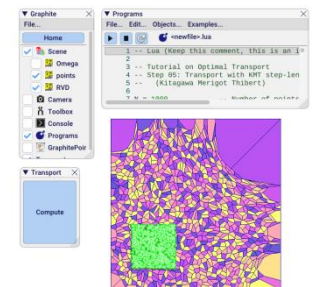 Graphite
File...
Home
Scene
Omega
points
RVD
Camera
Toolbox
Console
Programs
GraphitePoir
Transport
Compute
Programs
File... Edit... Objects... Examples...
<newfile>.lua
1 -- Lua (Keep this comment, this is an i
2
3 -- Tutorial on Optimal Transport
4 -- Step 05: Transport with KMT step-len
5 -- (Kitagawa Merigot Thibert)
6